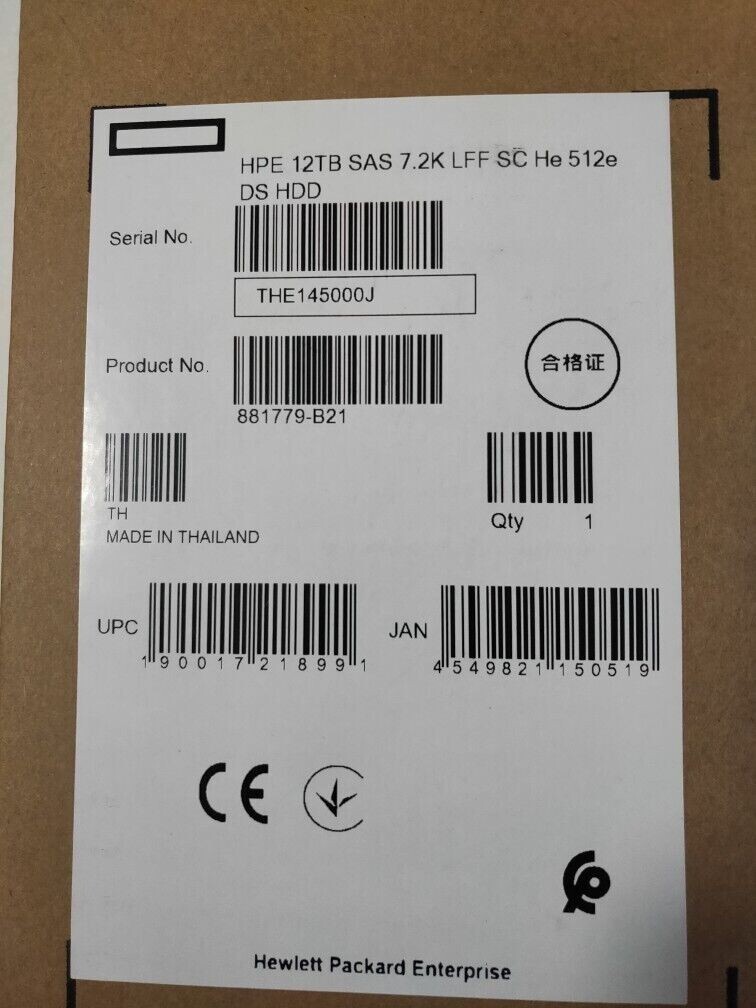 HPE 12TB SAS 7.2K LFF SC He 512e
DS HDD
Serial No.
THE145000J
Product No.
881779-B21
合格证
TH
MADE IN THAILAND
Qty 1
UPC
1 90017 21899 1
JAN
4 549821 150519
CE
Hewlett Packard Enterprise